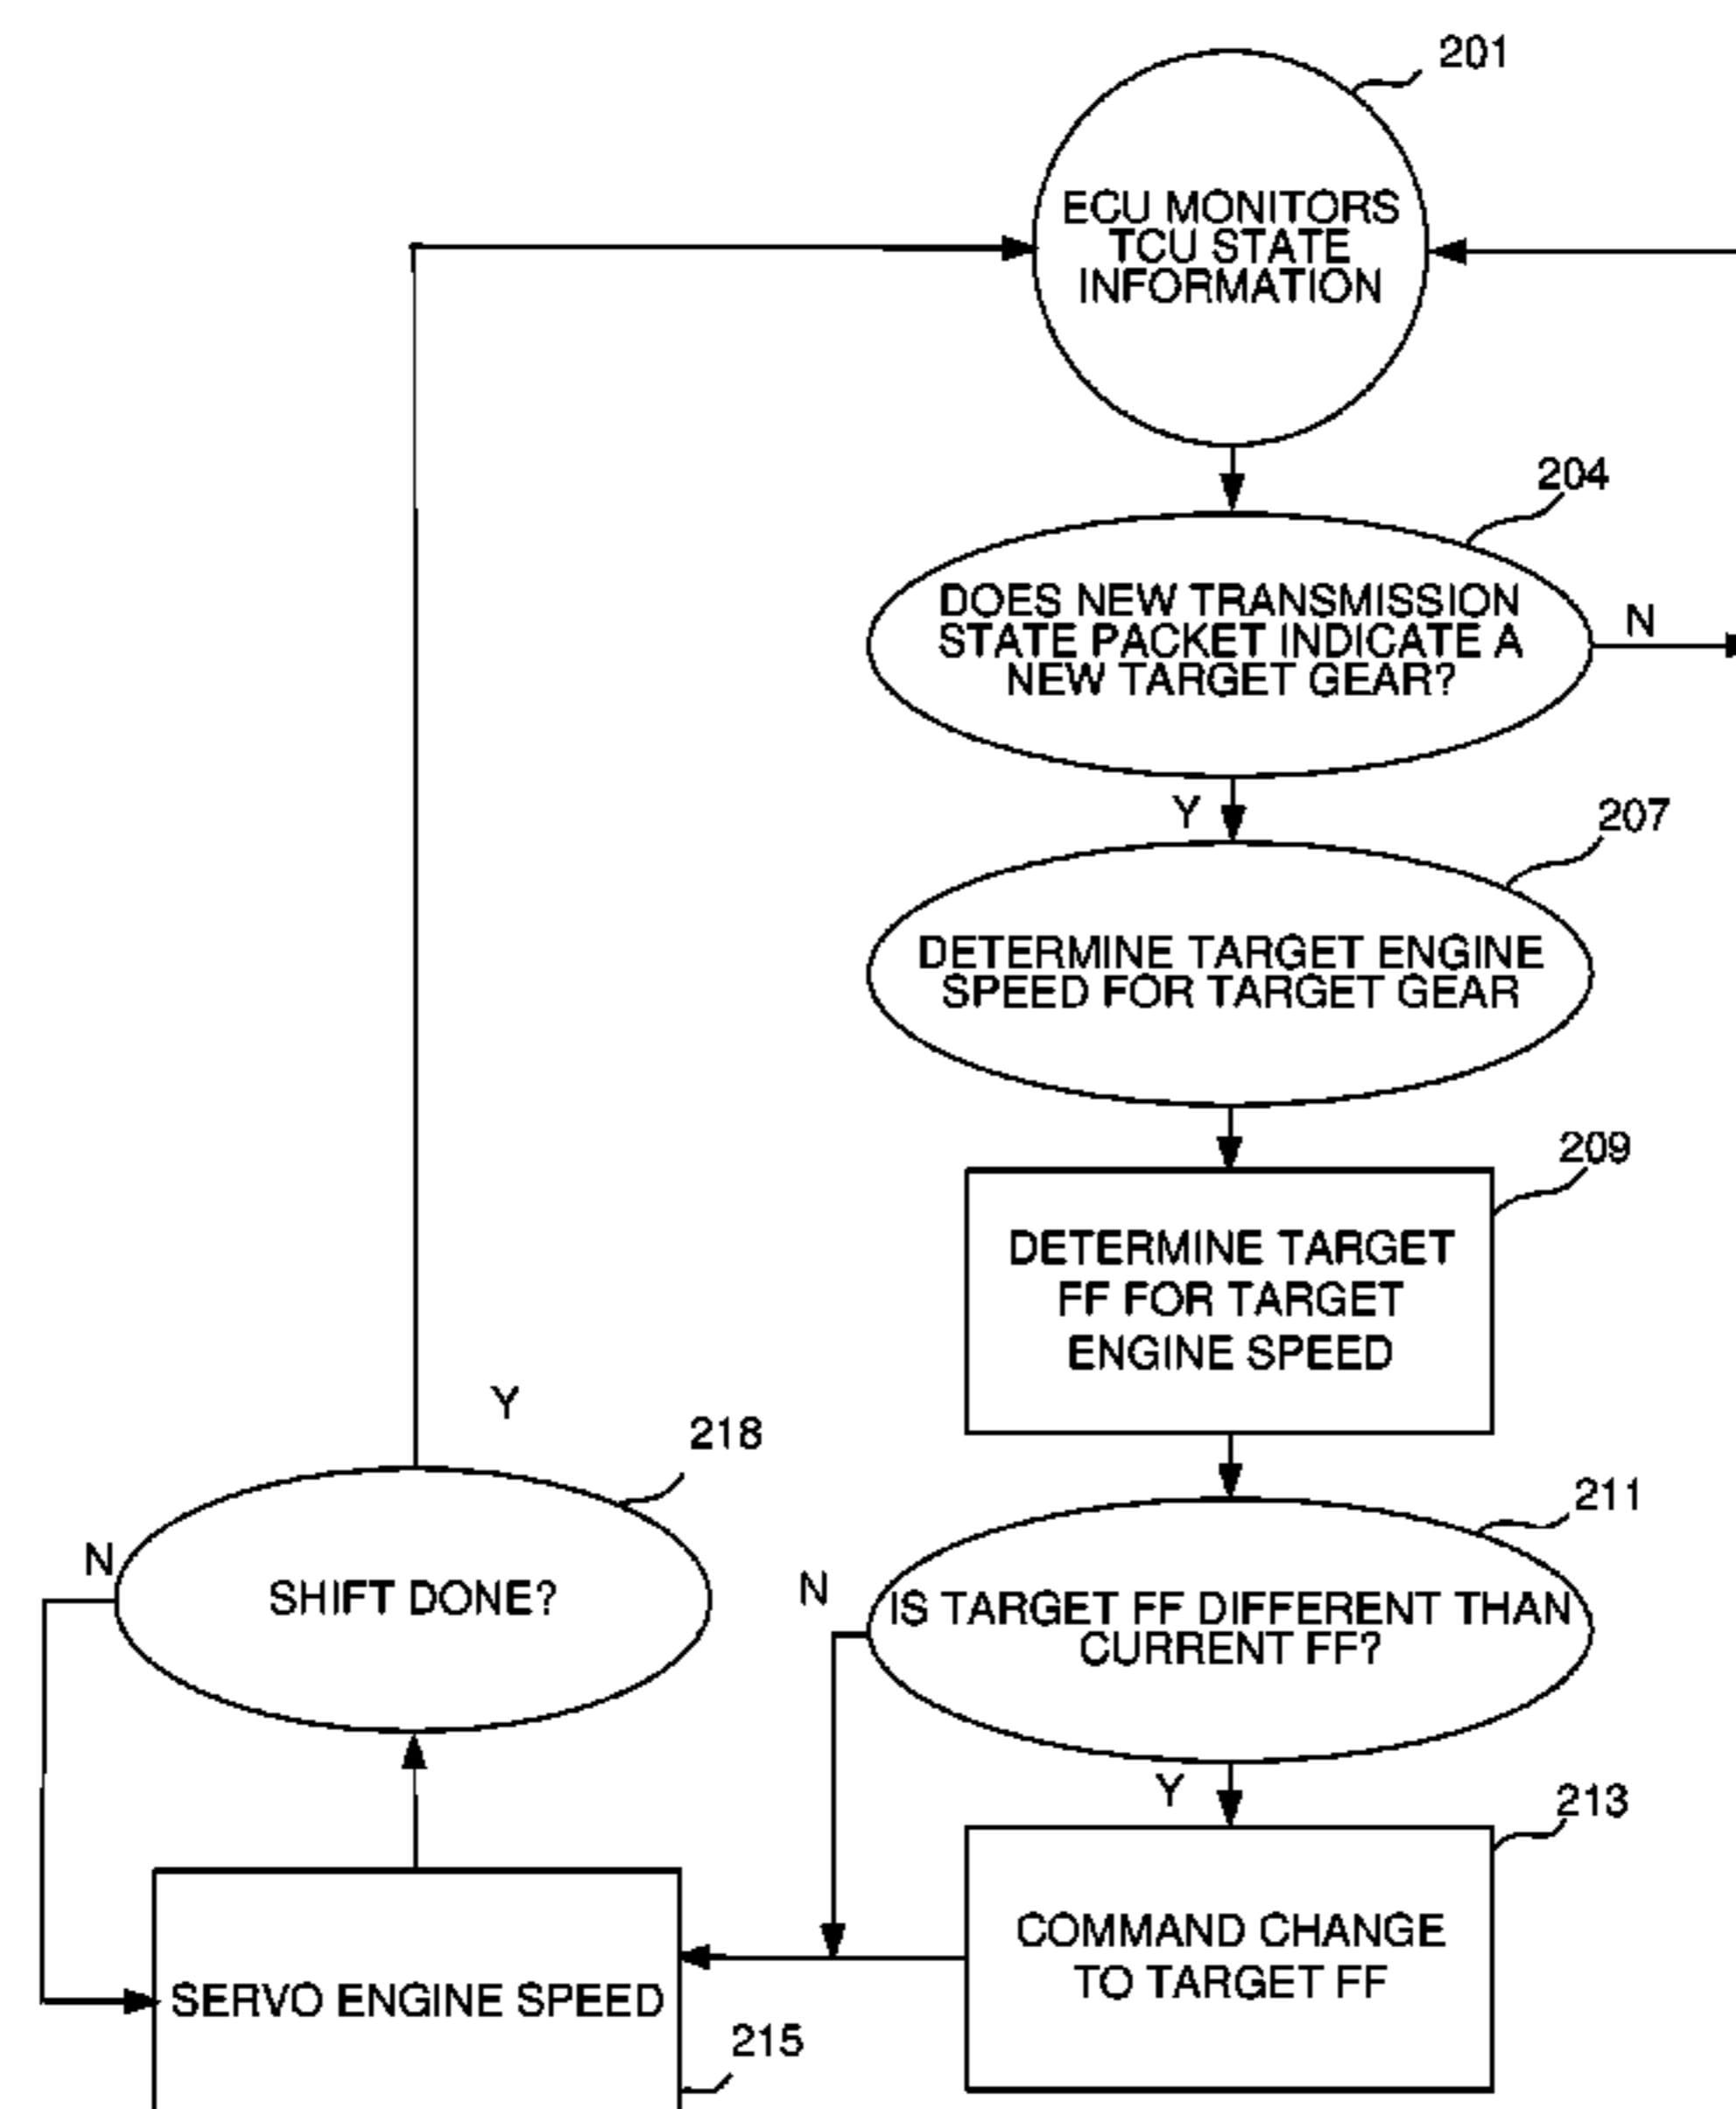 201
ECU MONITORS
TCU STATE
INFORMATION
204
DOES NEW TRANSMISSION
STATE PACKET INDICATE A
NEW TARGET GEAR?
N
Y
207
DETERMINE TARGET ENGINE
SPEED FOR TARGET GEAR
209
DETERMINE TARGET
FF FOR TARGET
ENGINE SPEED
Y
218
N
SHIFT DONE?
211
N
IS TARGET FF DIFFERENT THAN
CURRENT FF?
Y
213
COMMAND CHANGE
TO TARGET FF
SERVO ENGINE SPEED
215